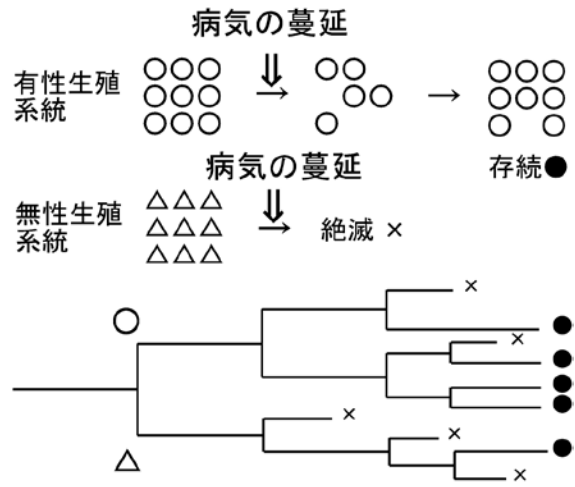 病気の蔓延
有性生殖
系統
存続
病気の蔓延
無性生殖
系統
絶滅